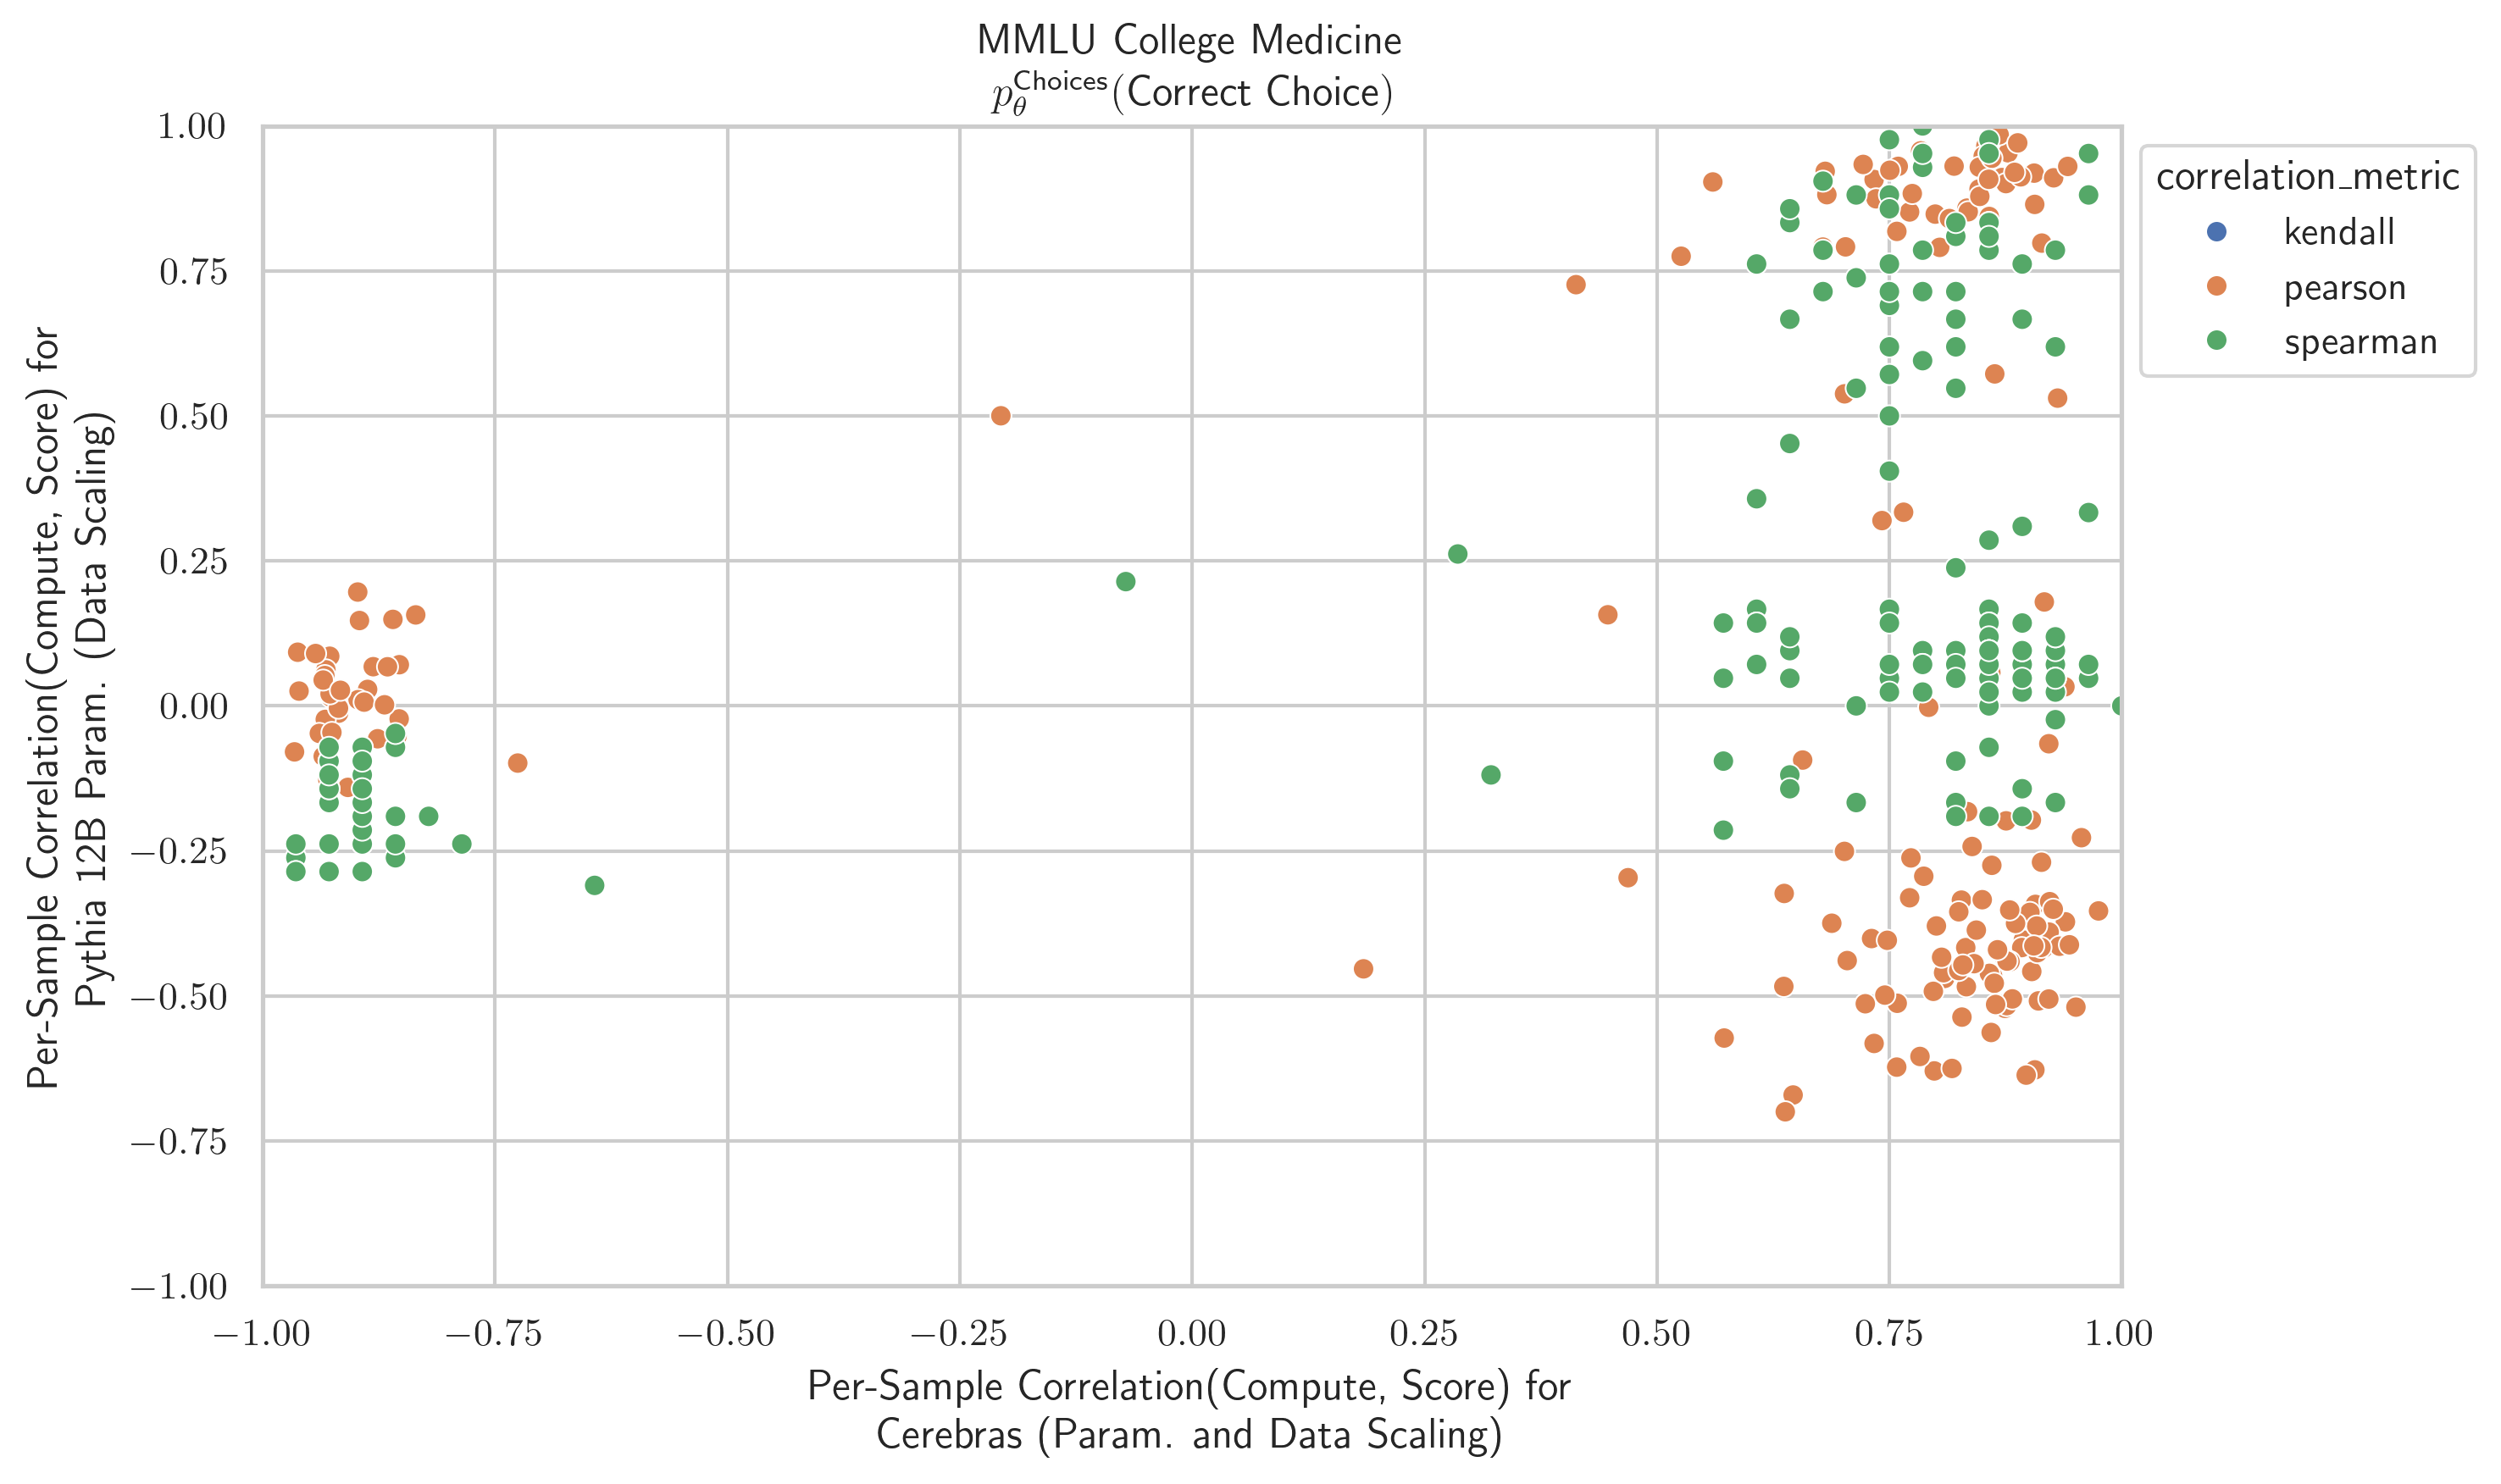 MMLU College Medicine
p_θ^Choices(Correct Choice)
1.00
0.75
0.50
0.25
0.00
−0.25
−0.50
−0.75
−1.00
Per-Sample Correlation(Compute, Score) for
Pythia 12B Param. (Data Scaling)
correlation_metric
kendall
pearson
spearman
−1.00 −0.75 −0.50 −0.25 0.00 0.25 0.50 0.75 1.00
Per-Sample Correlation(Compute, Score) for
Cerebras (Param. and Data Scaling)